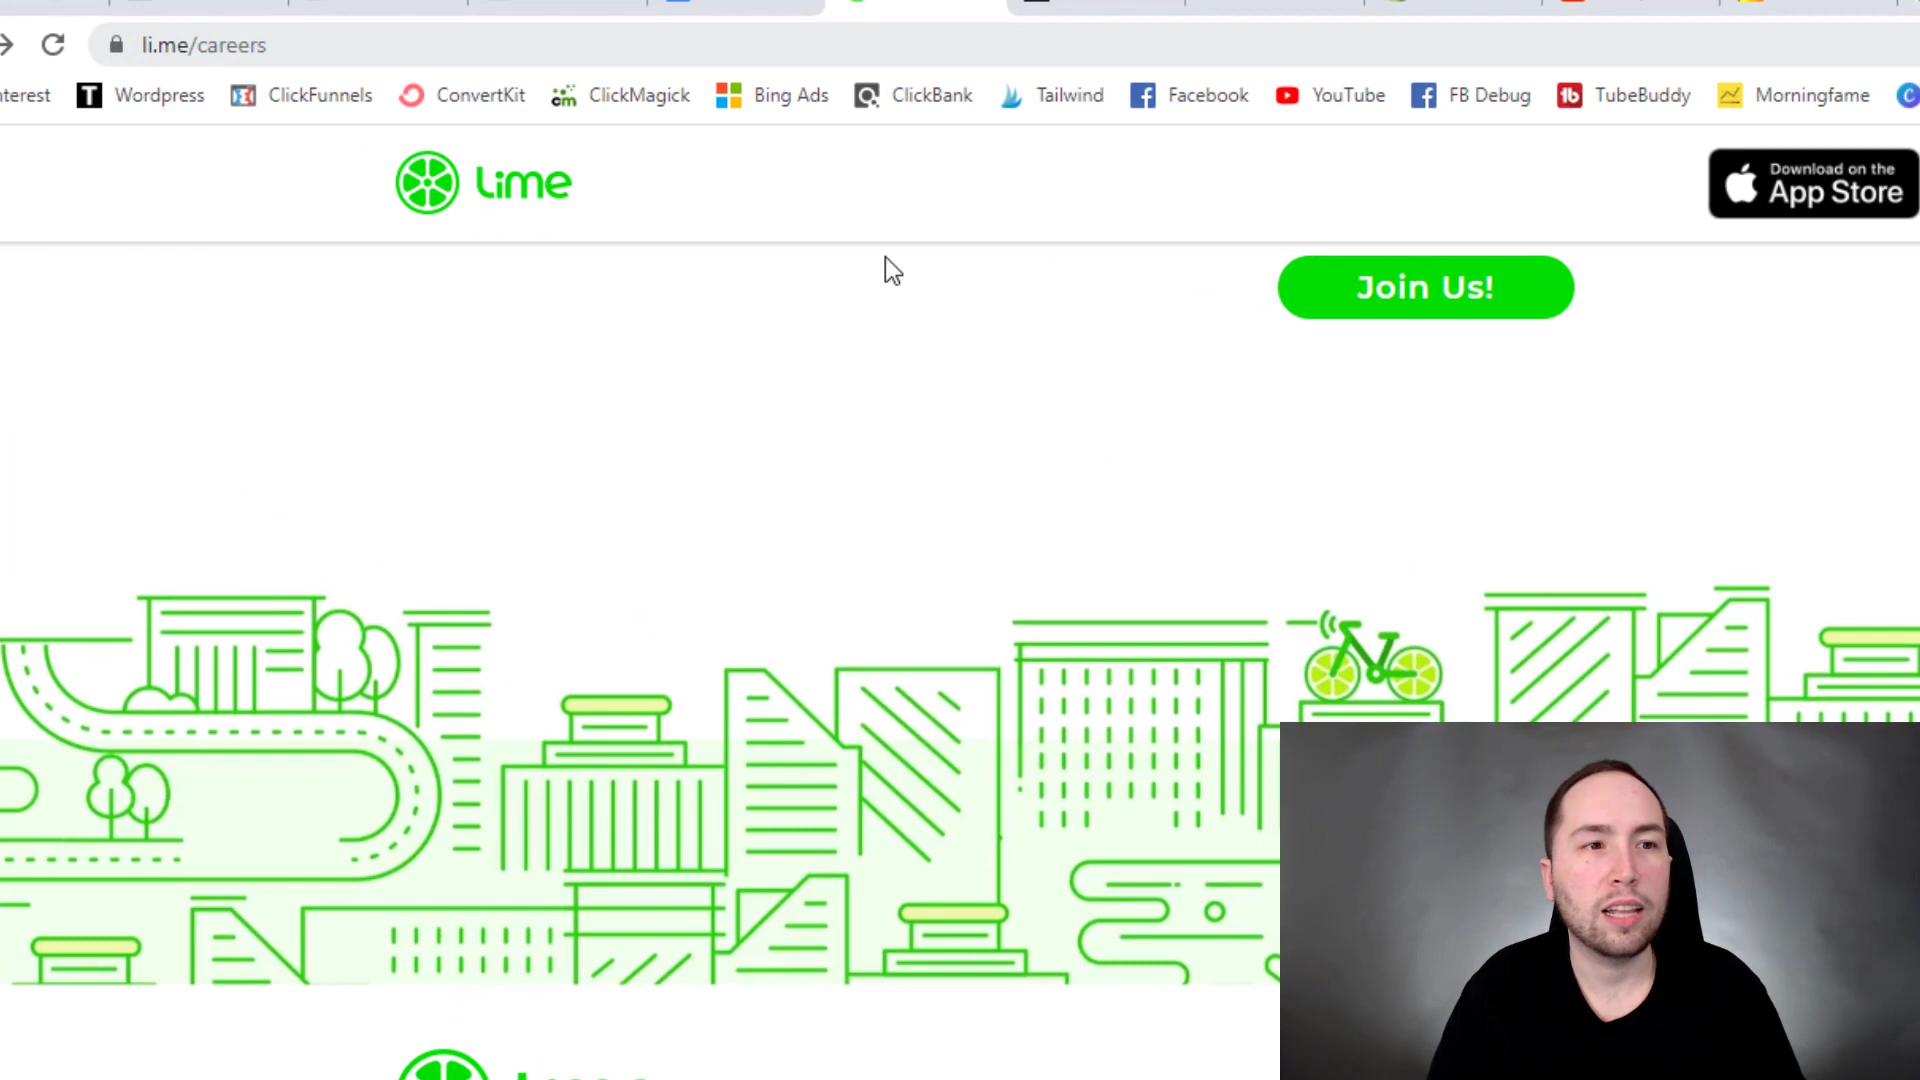 li.me/careers
terest Wordpress ClickFunnels ConvertKit ClickMagick Bing Ads ClickBank Tailwind Facebook YouTube FB Debug TubeBuddy Morningfame
Lime
Download on the
App Store
Join Us!